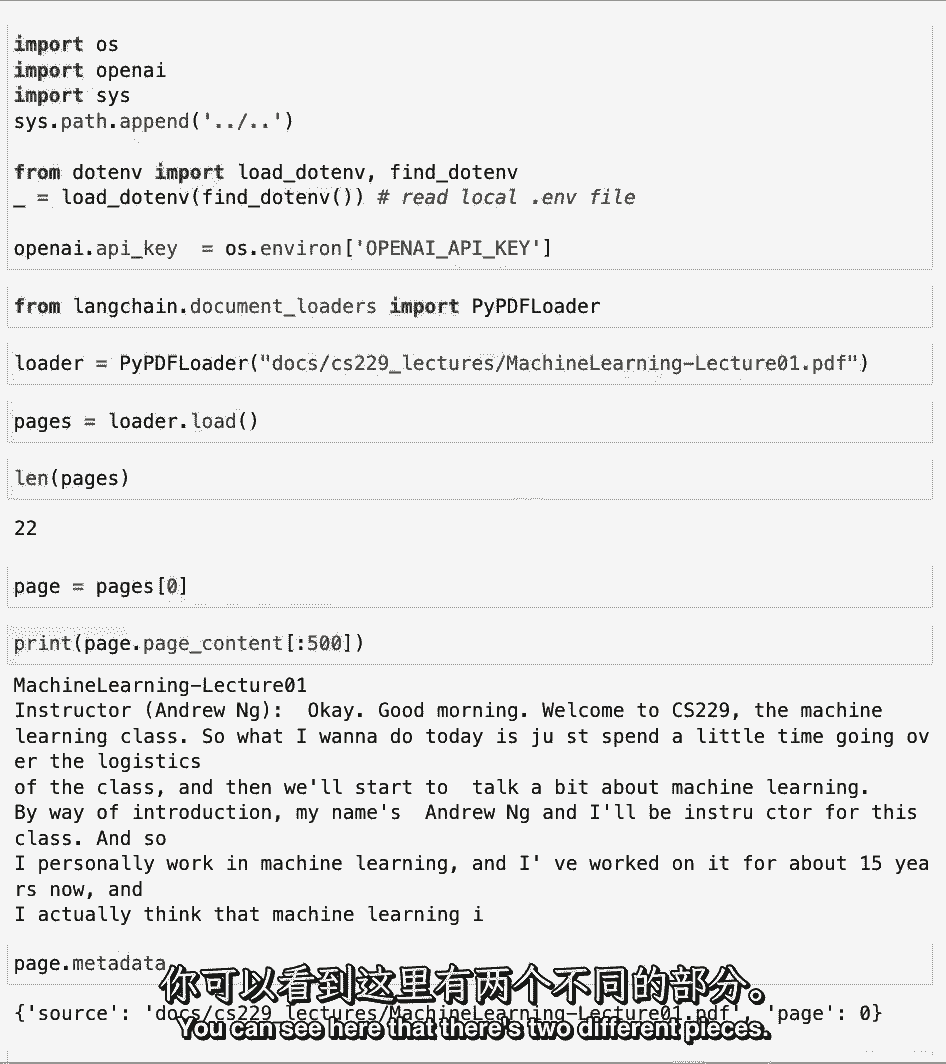 import os
import openai
import sys
sys.path.append('../..')
from dotenv import load_dotenv, find_dotenv
_ = load_dotenv(find_dotenv()) # read local .env file
openai.api_key  = os.environ['OPENAI_API_KEY']
from langchain.document_loaders import PyPDFLoader
loader = PyPDFLoader("docs/cs229_lectures/MachineLearning-Lecture01.pdf")
pages = loader.load()
len(pages)
22
page = pages[0]
print(page.page_content[:500])
MachineLearning-Lecture01
Instructor (Andrew Ng):  Okay. Good morning. Welcome to CS229, the machine
learning class. So what I wanna do today is ju st spend a little time going ov
er the logistics
of the class, and then we'll start to  talk a bit about machine learning.
By way of introduction, my name's  Andrew Ng and I'll be instru ctor for this
class. And so
I personally work in machine learning, and I' ve worked on it for about 15 yea
rs now, and
I actually think that machine learning i
page.metadata
你可以看到这里有两个不同的部分。
{'source': 'docs/cs229_lectures/MachineLearning-Lecture01.pdf', 'page': 0}
You can see here that there's two different pieces.